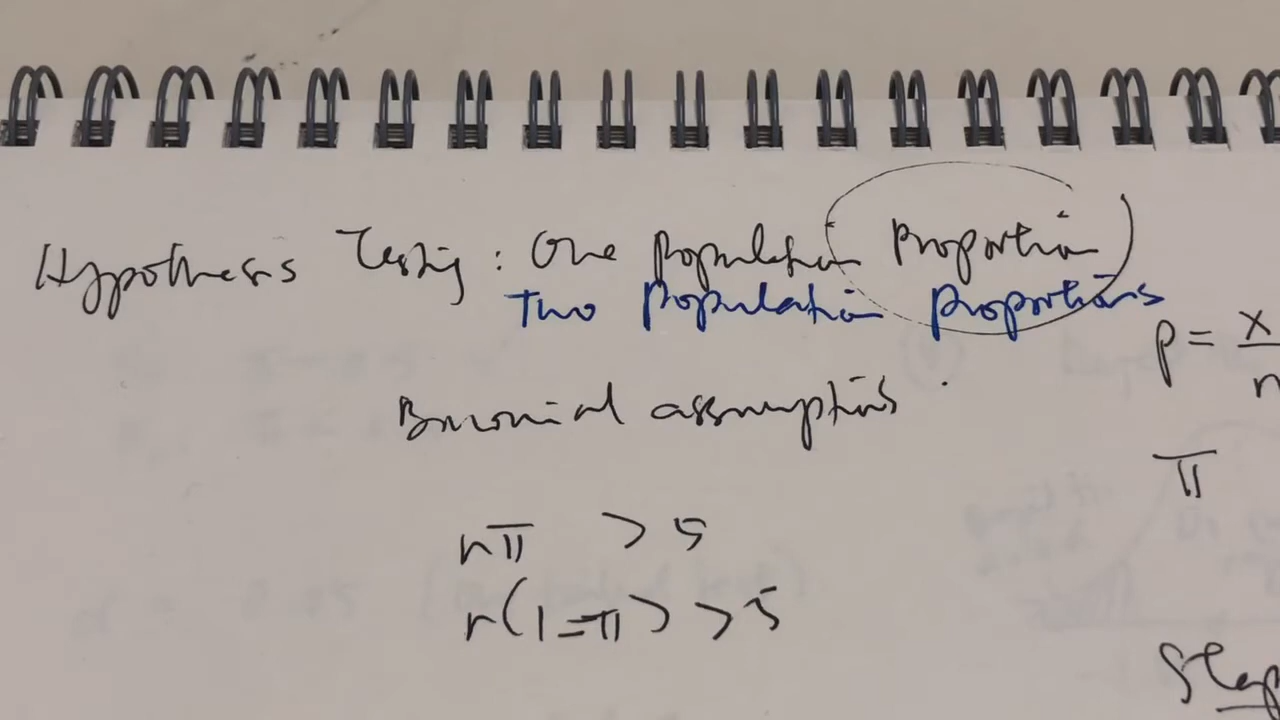 Hypothesis Testing: One Population Proportion
Two Population Proportions
p = x
n
Binomial assumptions
π
nπ > 5
n(1-π) > 5
Step